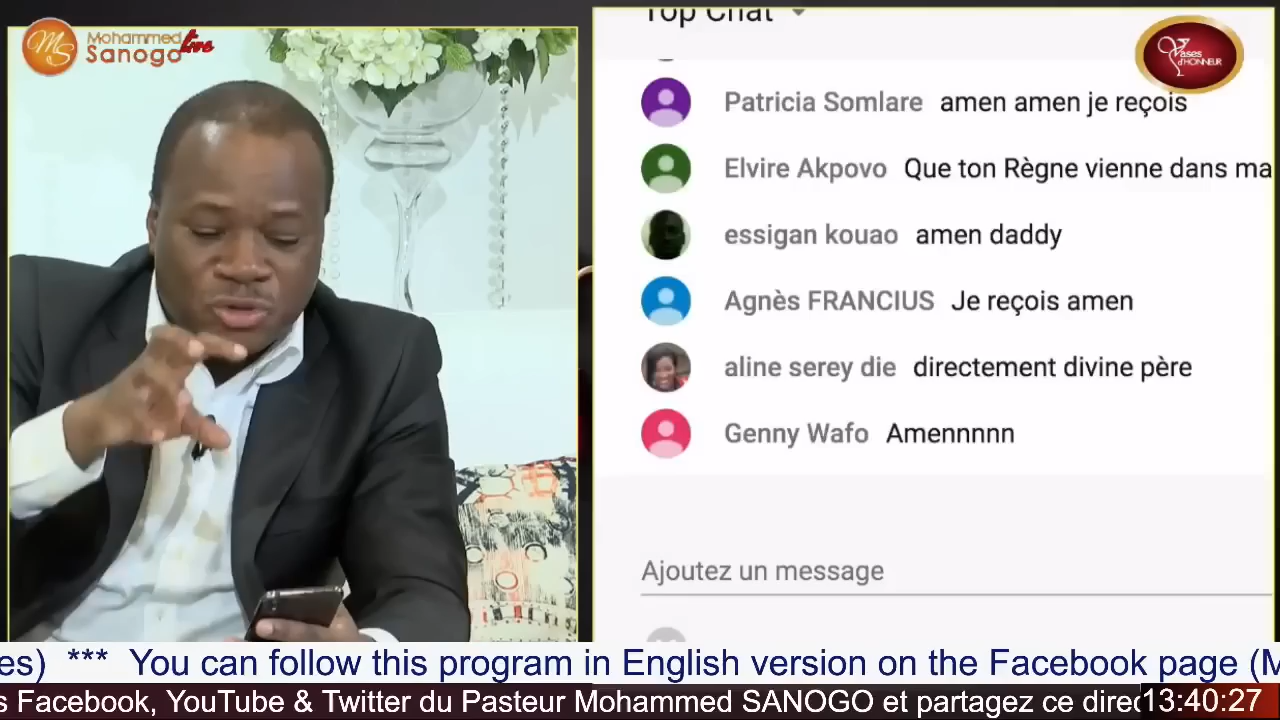 MS
Mohammed
Sanogo
Live
Top Chat
Vases
d'HONNEUR
Patricia Somlare amen amen je reçois
Elvire Akpovo Que ton Règne vienne dans ma
essigan kouao amen daddy
Agnès FRANCIUS Je reçois amen
aline serey die directement divine père
Genny Wafo Amennnnn
Ajoutez un message
es) *** You can follow this program in English version on the Facebook page (M
s Facebook, YouTube & Twitter du Pasteur Mohammed SANOGO et partagez ce direc
13:40:27